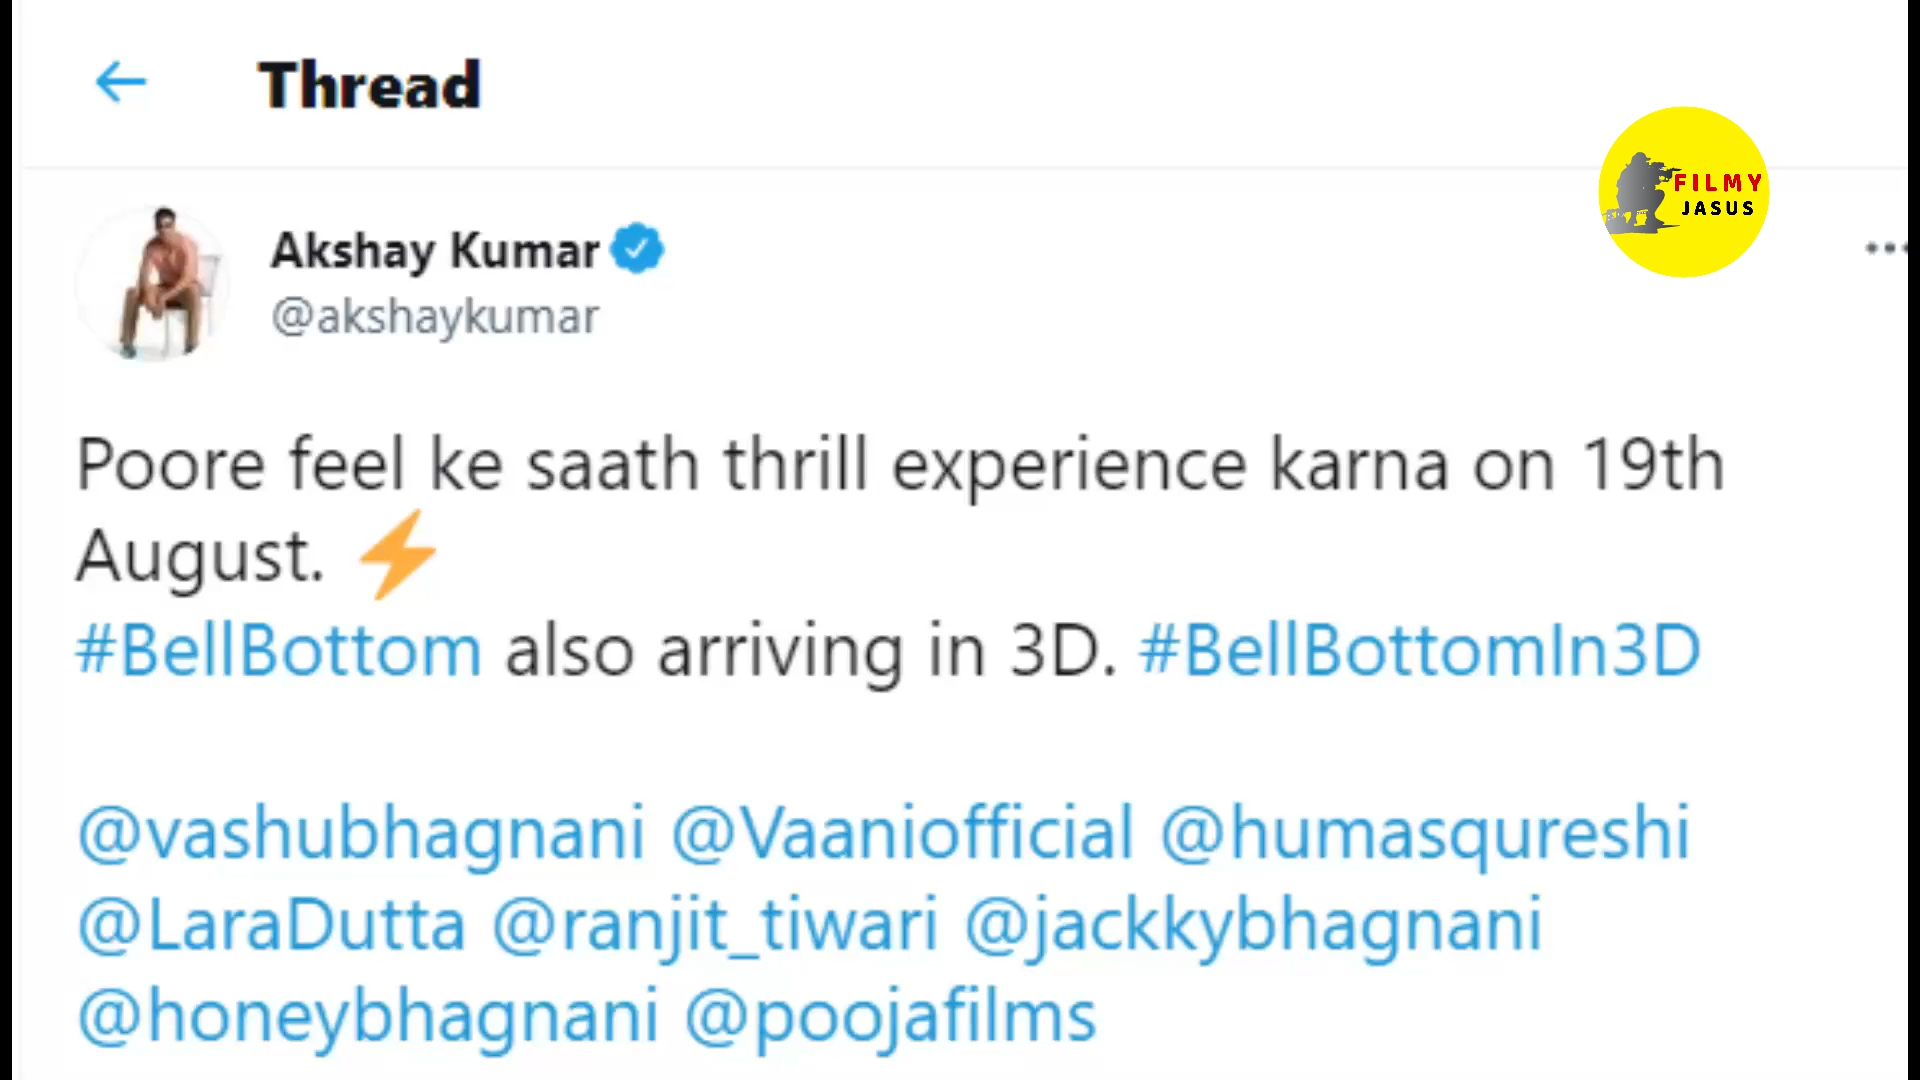 Thread
FILMY
JASUS
Akshay Kumar
@akshaykumar
Poore feel ke saath thrill experience karna on 19th
August. ⚡
#BellBottom also arriving in 3D. #BellBottomIn3D
@vashubhagnani @Vaaniofficial @humasqureshi
@LaraDutta @ranjit_tiwari @jackkybhagnani
@honeybhagnani @poojafilms